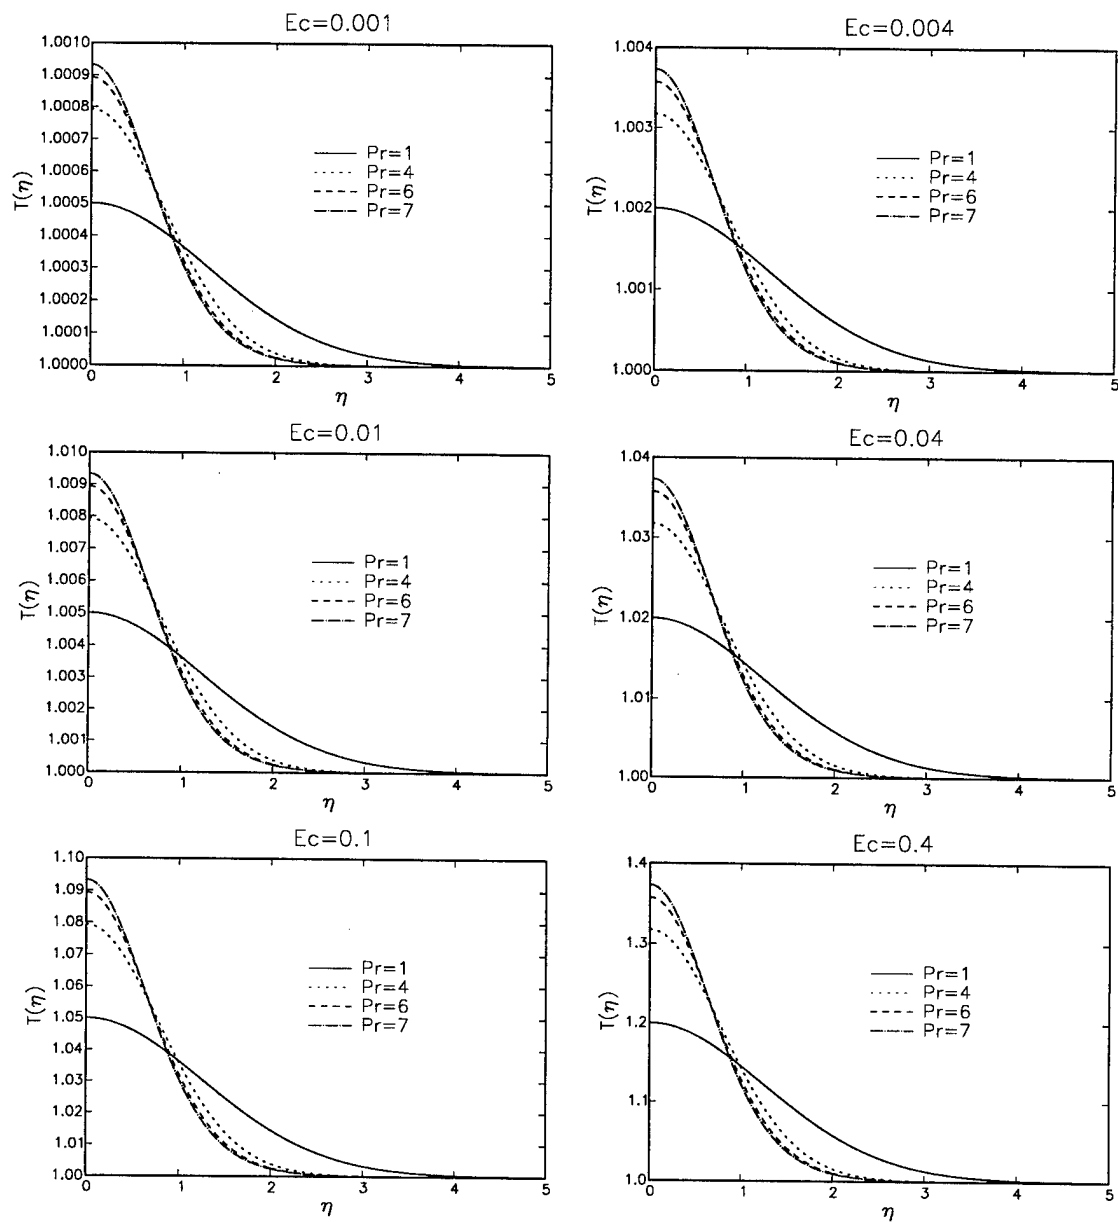 Ec=0.001
1.0010
1.0009
1.0008
1.0007
1.0006
1.0005
1.0004
1.0003
1.0002
1.0001
1.0000
T(η)
Pr=1
Pr=4
Pr=6
Pr=7
0 1 2 3 4 5
η
Ec=0.004
1.004
1.003
1.002
1.001
1.000
T(η)
Pr=1
Pr=4
Pr=6
Pr=7
0 1 2 3 4 5
η
Ec=0.01
1.010
1.009
1.008
1.007
1.006
1.005
1.004
1.003
1.002
1.001
1.000
T(η)
Pr=1
Pr=4
Pr=6
Pr=7
0 1 2 3 4 5
η
Ec=0.04
1.04
1.03
1.02
1.01
1.00
T(η)
Pr=1
Pr=4
Pr=6
Pr=7
0 1 2 3 4 5
η
Ec=0.1
1.10
1.09
1.08
1.07
1.06
1.05
1.04
1.03
1.02
1.01
1.00
T(η)
Pr=1
Pr=4
Pr=6
Pr=7
0 1 2 3 4 5
η
Ec=0.4
1.4
1.3
1.2
1.1
1.0
T(η)
Pr=1
Pr=4
Pr=6
Pr=7
0 1 2 3 4 5
η